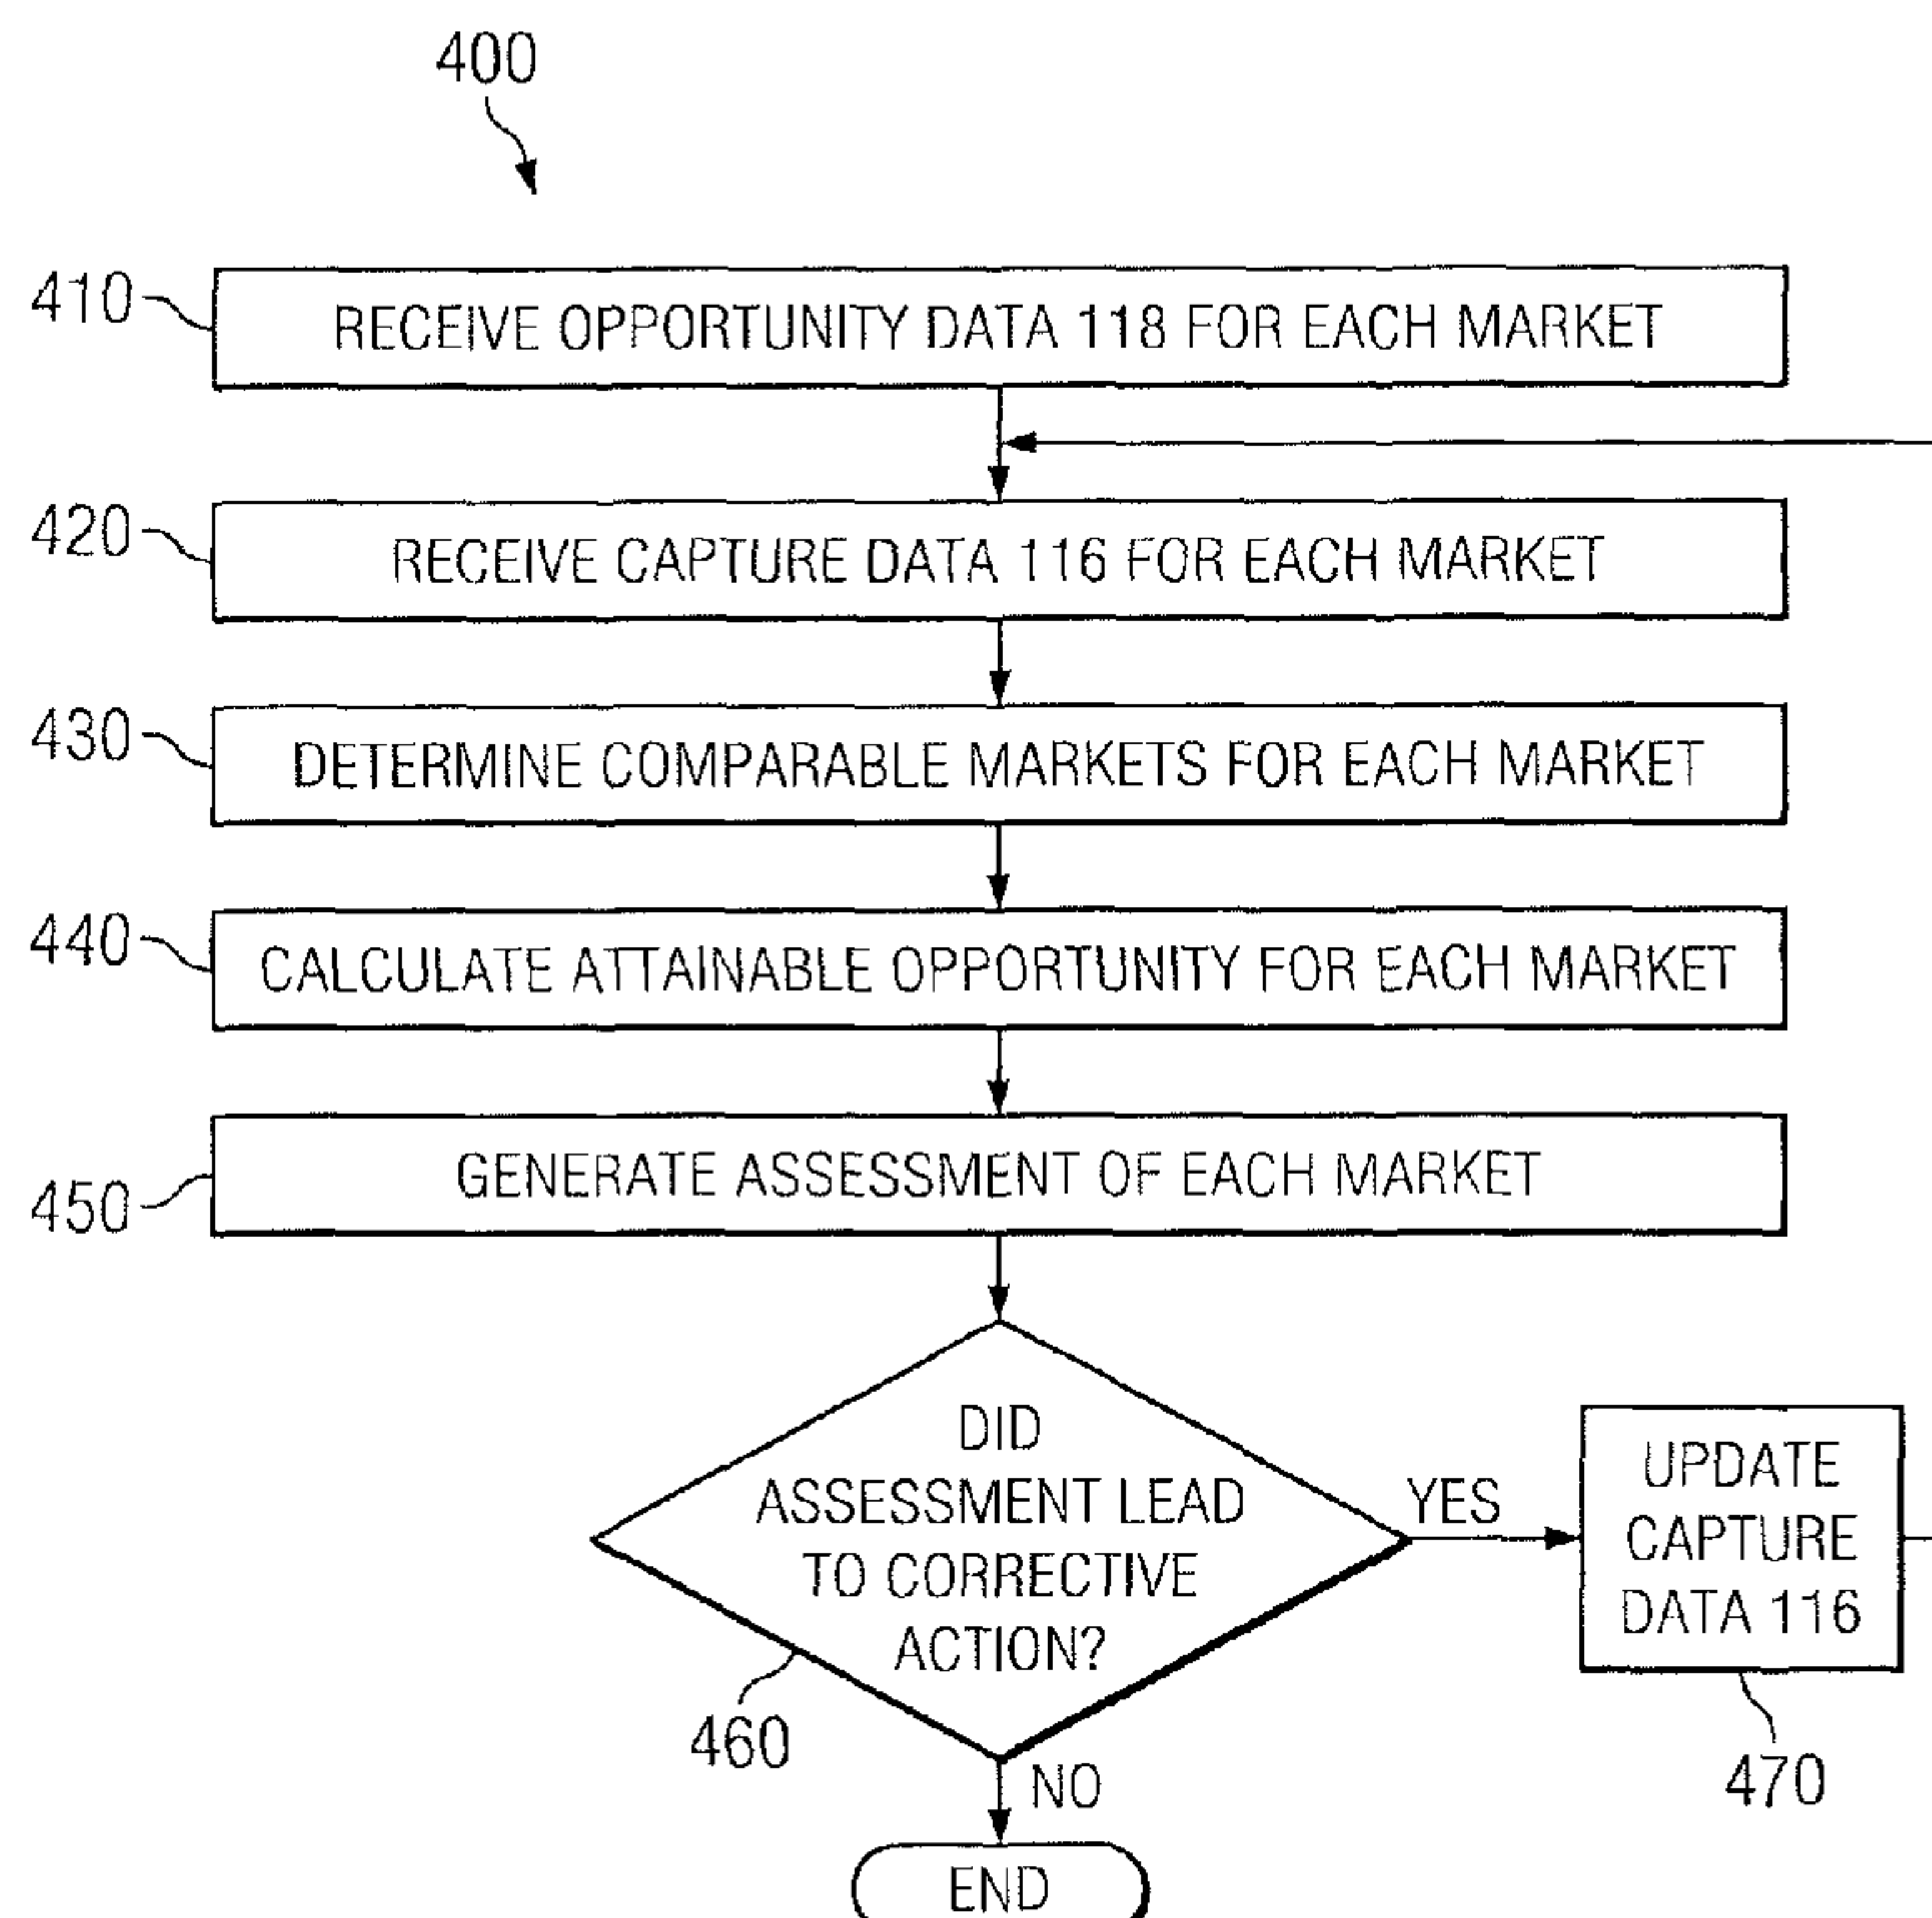 400
410
RECEIVE OPPORTUNITY DATA 118 FOR EACH MARKET
420
RECEIVE CAPTURE DATA 116 FOR EACH MARKET
430
DETERMINE COMPARABLE MARKETS FOR EACH MARKET
440
CALCULATE ATTAINABLE OPPORTUNITY FOR EACH MARKET
450
GENERATE ASSESSMENT OF EACH MARKET
DID
ASSESSMENT LEAD
TO CORRECTIVE
ACTION?
460
YES
UPDATE
CAPTURE
DATA 116
470
NO
END